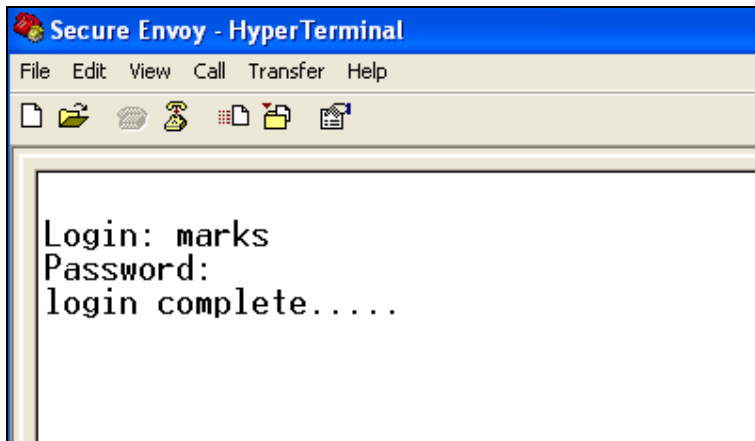 Secure Envoy - HyperTerminal
File Edit View Call Transfer Help
Login: marks
Password:
login complete.....